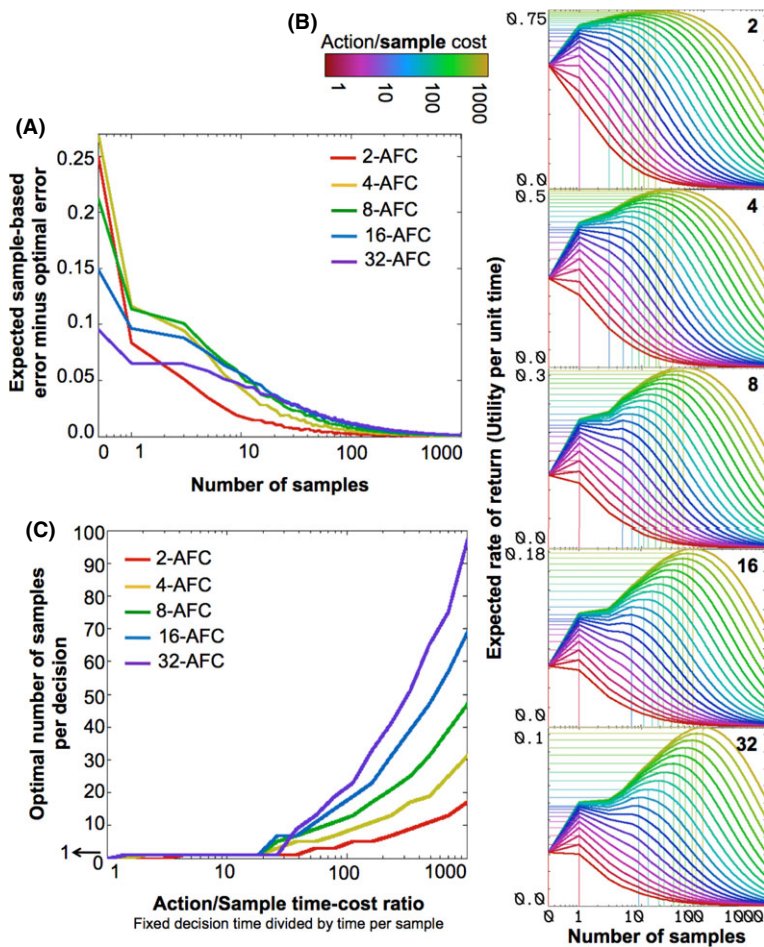 (B)
Action/sample cost
1
10
100
1000
(A)
Expected sample-based
error minus optimal error
0.25
0.2
0.15
0.1
0.05
0.0
2-AFC
4-AFC
8-AFC
16-AFC
32-AFC
0
1
10
100
1000
Number of samples
(C)
Optimal number of samples
per decision
100
90
80
70
60
50
40
30
20
10
1
0
2-AFC
4-AFC
8-AFC
16-AFC
32-AFC
0
1
10
100
1000
Action/Sample time-cost ratio
Fixed decision time divided by time per sample
Expected rate of return (Utility per unit time)
0.75
2
0.0
0.5
4
0.0
0.3
8
0.0
0.18
16
0.0
0.1
32
0.0
0
1
10
100
1000
Number of samples